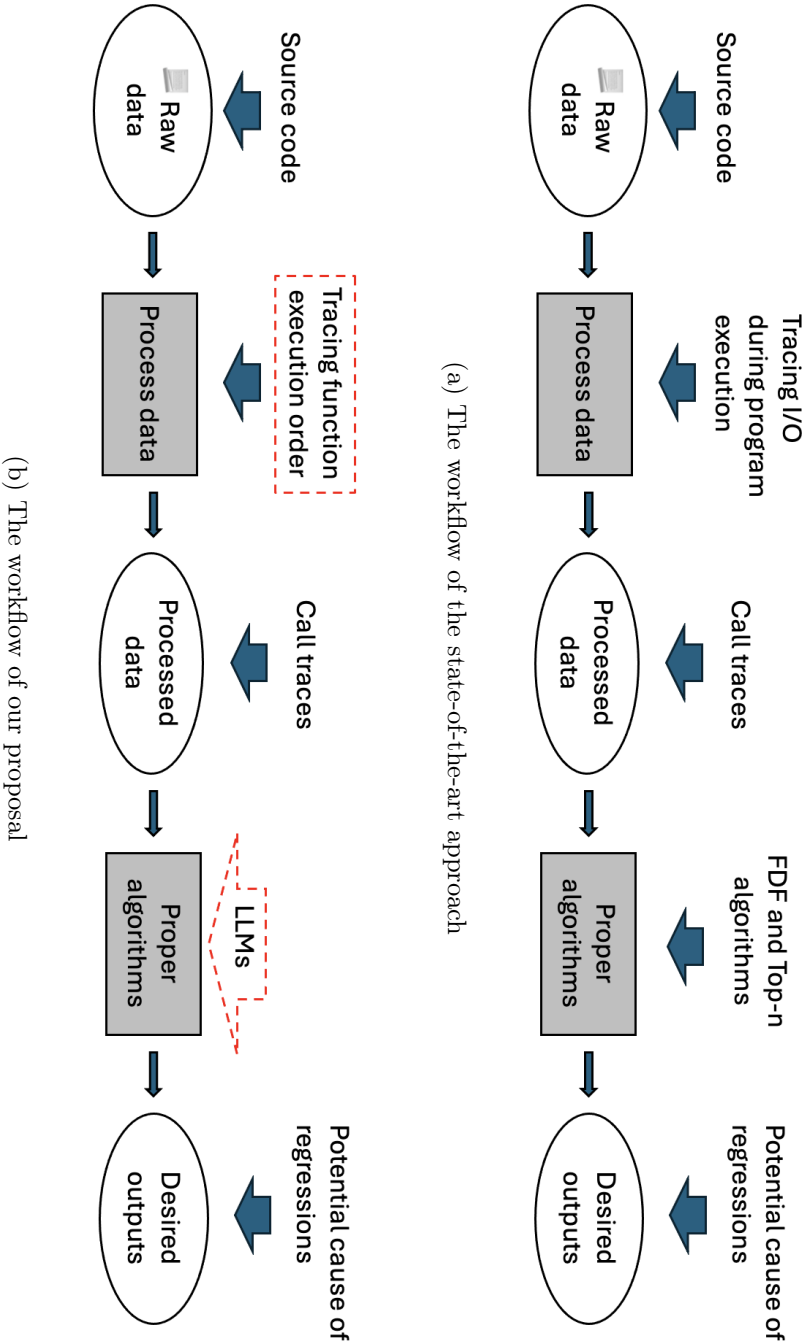 Source code
Tracing I/O
during program
execution
Call traces
FDF and Top-n
algorithms
Potential cause of
regressions
Raw
data
Process data
Processed
data
Proper
algorithms
Desired
outputs
(a) The workflow of the state-of-the-art approach
Source code
Tracing function
execution order
Call traces
LLMs
Potential cause of
regressions
Raw
data
Process data
Processed
data
Proper
algorithms
Desired
outputs
(b) The workflow of our proposal